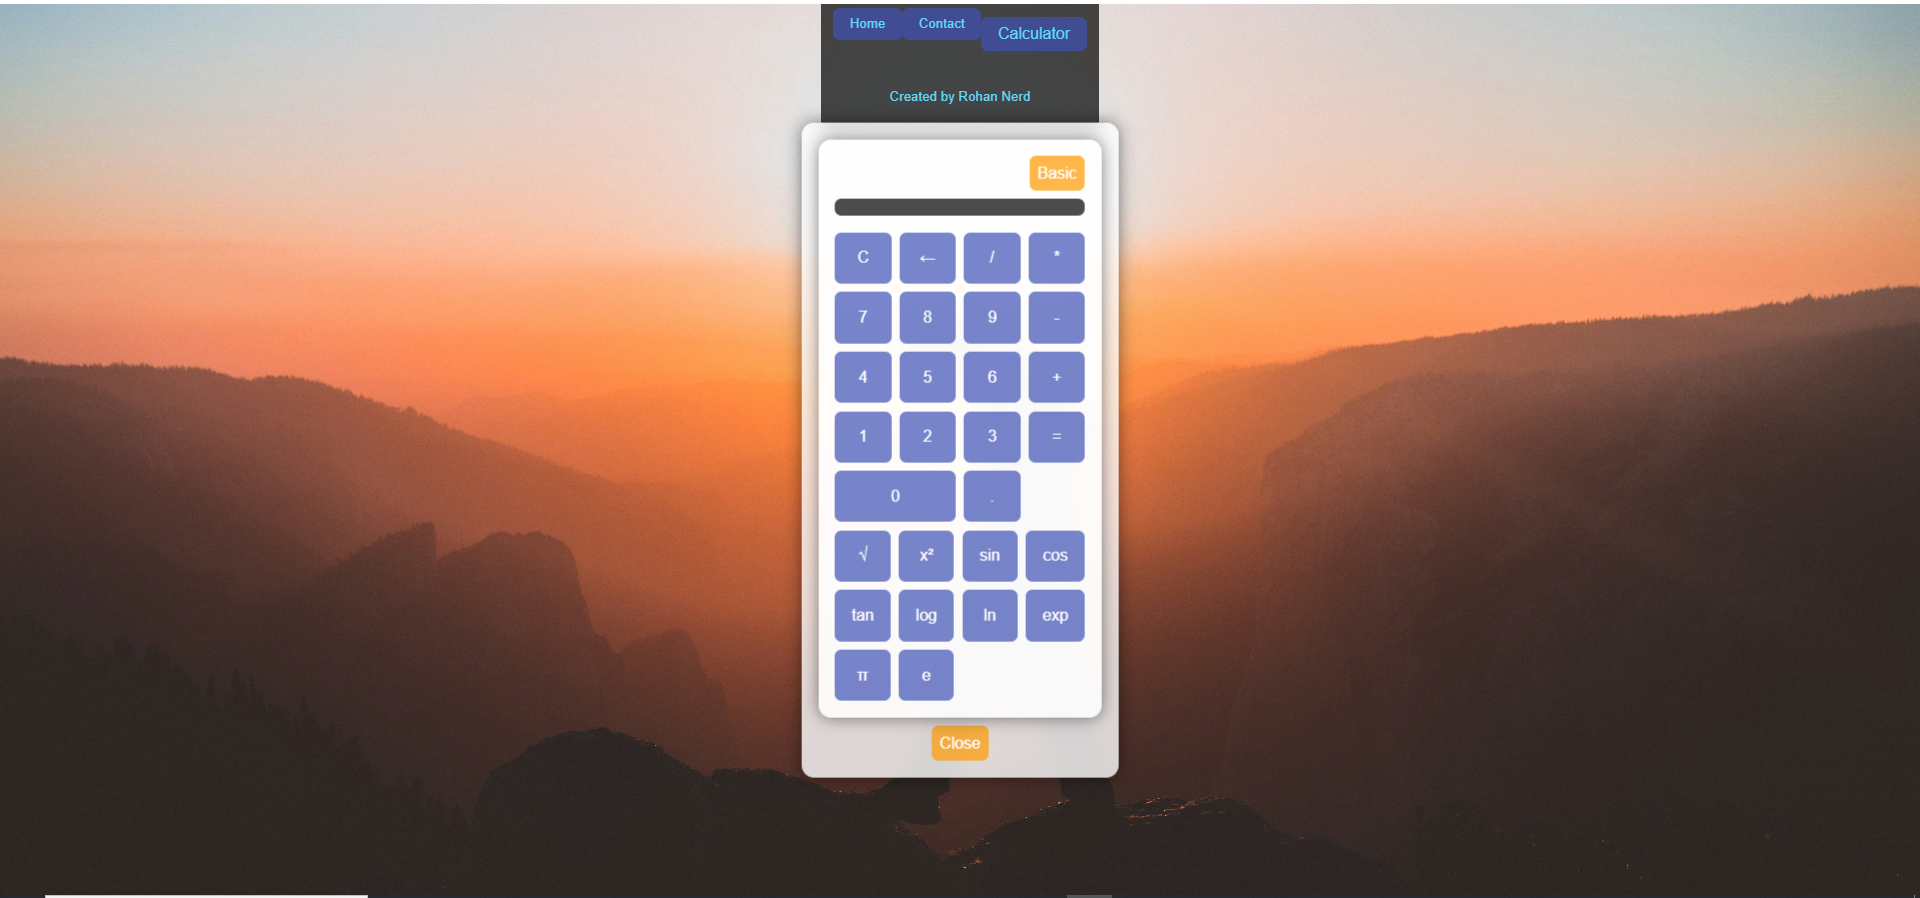 Home Contact Calculator
Created by Rohan Nerd
Basic
C ← / *
7 8 9 -
4 5 6 +
1 2 3 =
0 .
√ x² sin cos
tan log ln exp
π e
Close